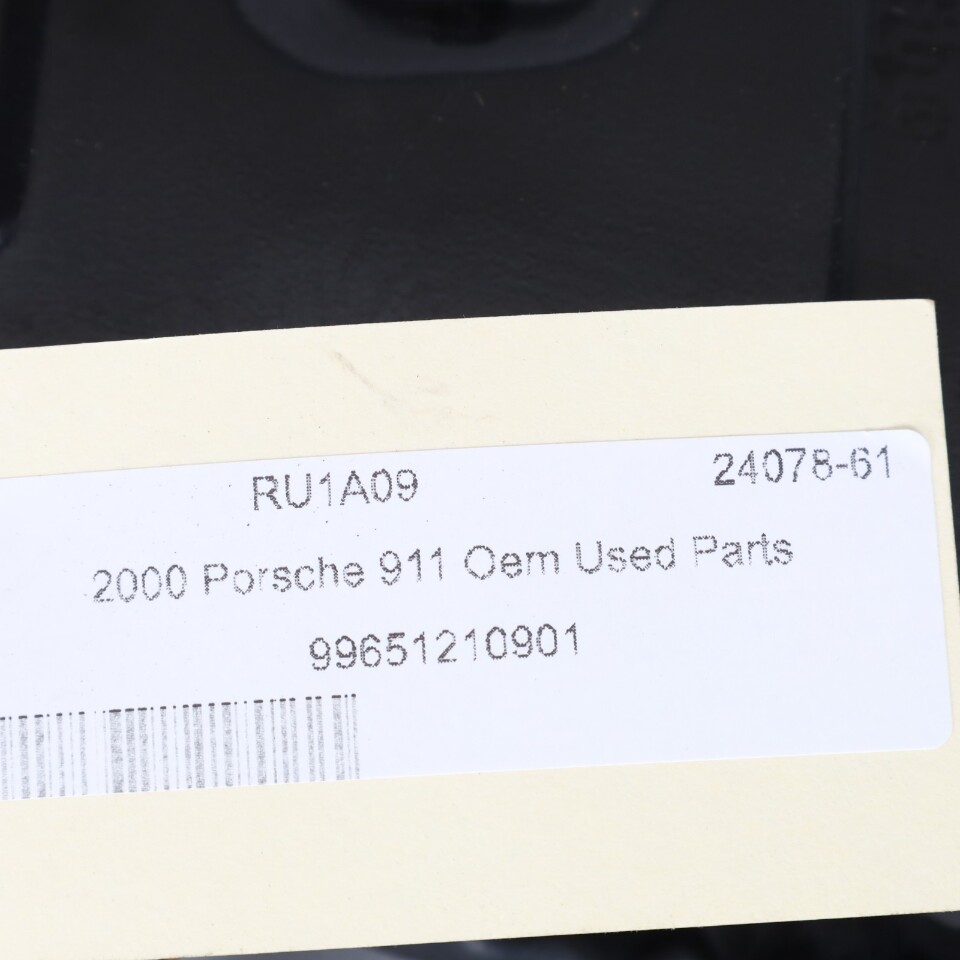 RU1A09 24078-61
2000 Porsche 911 Oem Used Parts
99651210901